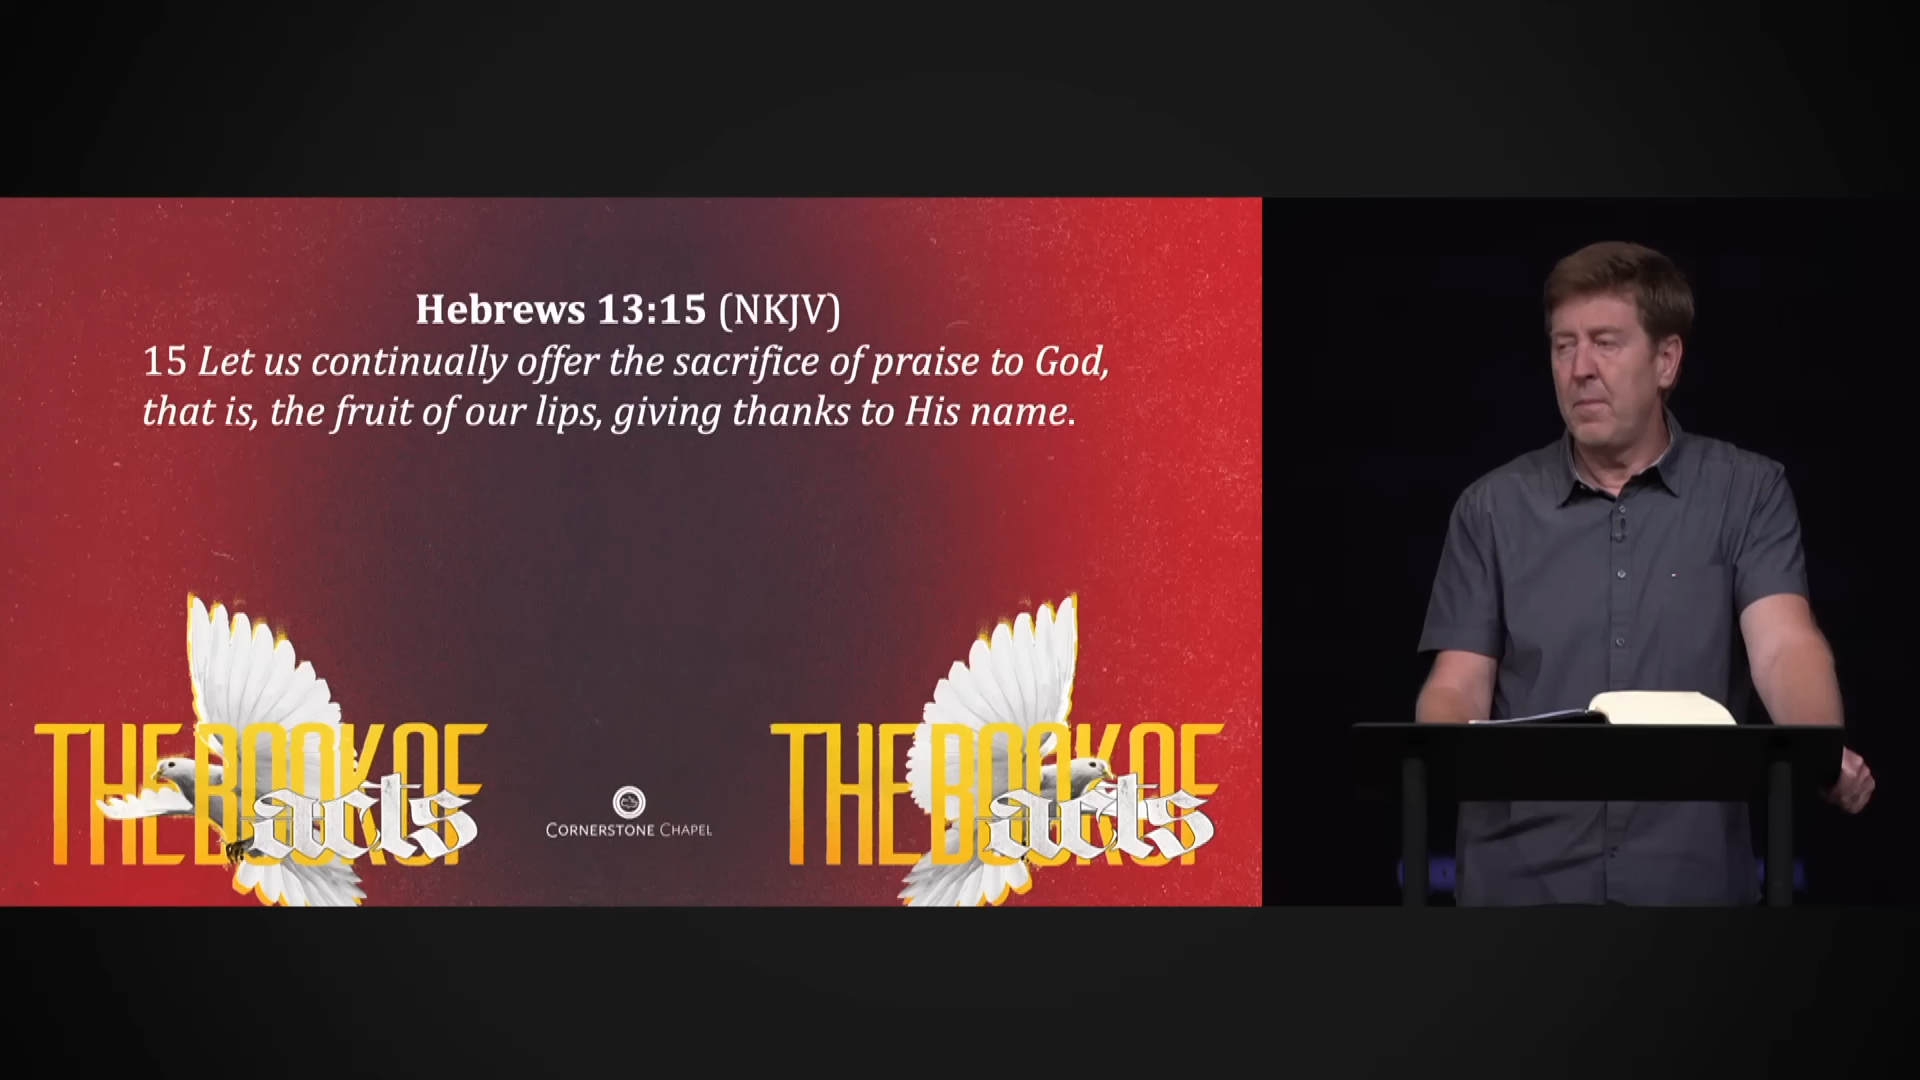 Hebrews 13:15 (NKJV)
15 Let us continually offer the sacrifice of praise to God,
that is, the fruit of our lips, giving thanks to His name.
THE BOOK OF
acts
CORNERSTONE CHAPEL
THE BOOK OF
acts